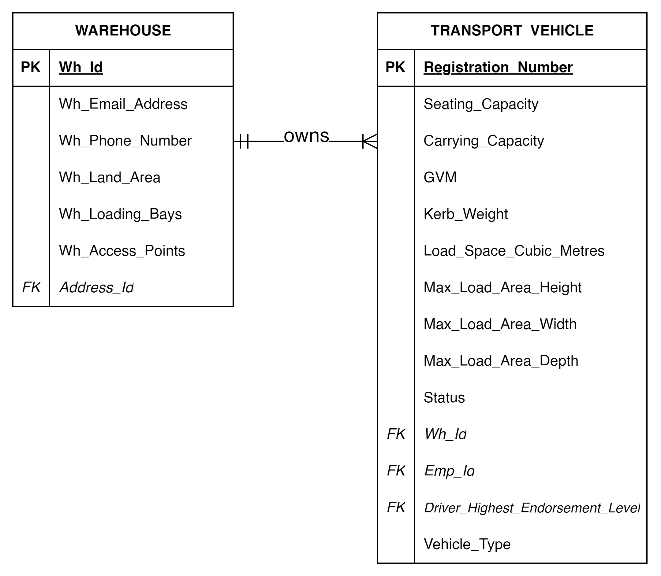 WAREHOUSE
PK Wh_Id
Wh_Email_Address
Wh_Phone_Number
Wh_Land_Area
Wh_Loading_Bays
Wh_Access_Points
FK Address_Id
owns
TRANSPORT VEHICLE
PK Registration_Number
Seating_Capacity
Carrying_Capacity
GVM
Kerb_Weight
Load_Space_Cubic_Metres
Max_Load_Area_Height
Max_Load_Area_Width
Max_Load_Area_Depth
Status
FK Wh_Id
FK Emp_Id
FK Driver_Highest_Endorsement_Level
Vehicle_Type